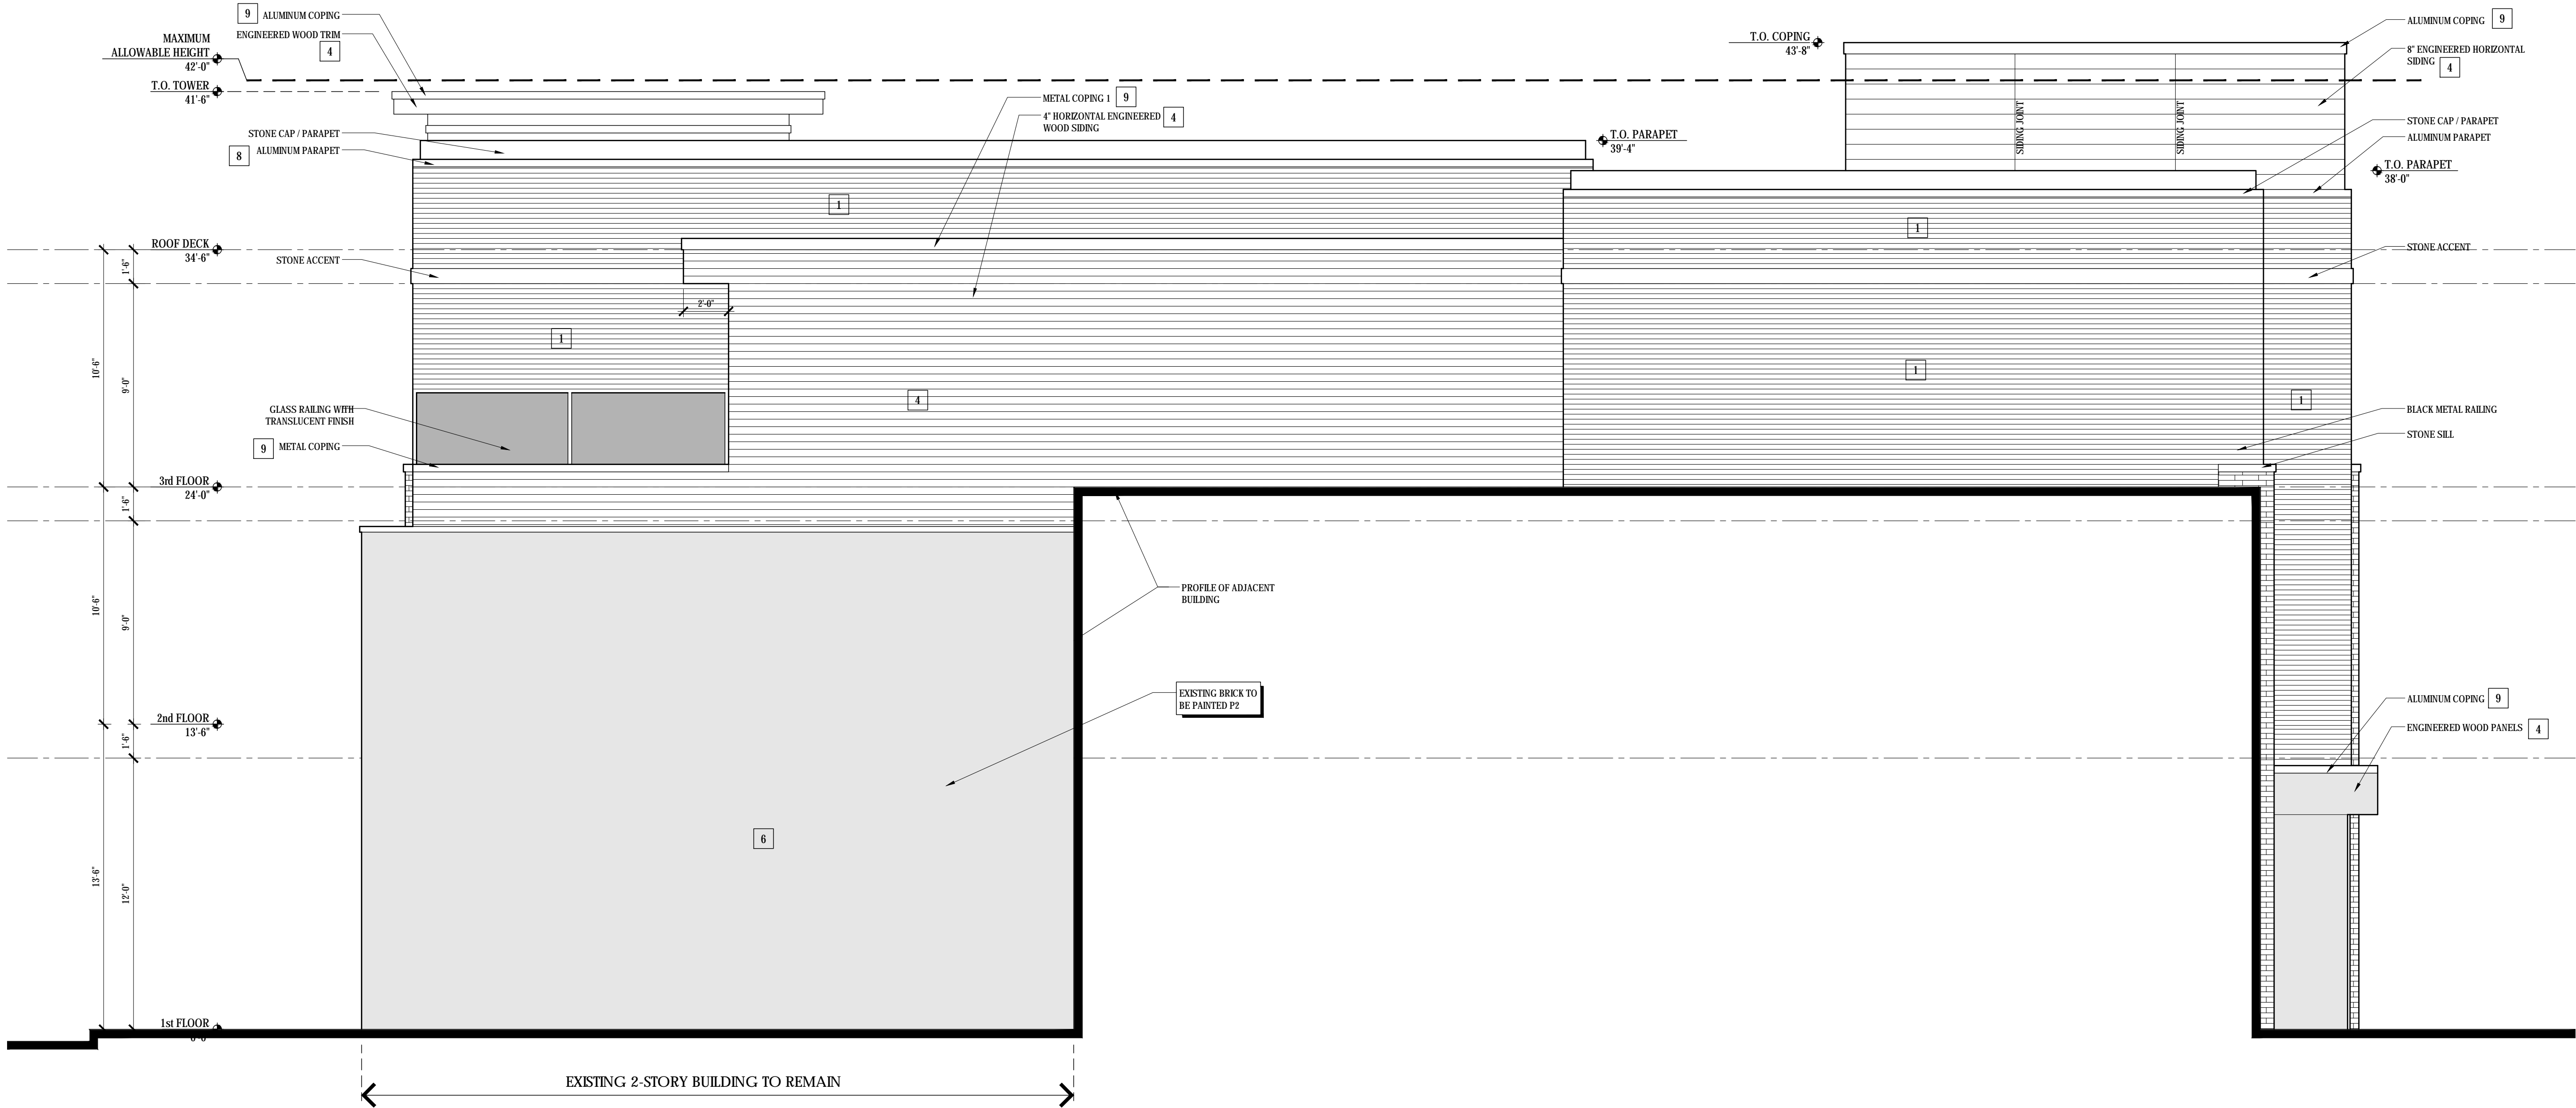 9 ALUMINUM COPING
ENGINEERED WOOD TRIM
4
MAXIMUM
ALLOWABLE HEIGHT
42'-0"
T.O. TOWER
41'-6"
STONE CAP / PARAPET
8 ALUMINUM PARAPET
ROOF DECK
34'-6"
STONE ACCENT
GLASS RAILING WITH
TRANSLUCENT FINISH
9 METAL COPING
3rd FLOOR
24'-0"
2nd FLOOR
13'-6"
1st FLOOR
1'-6"
10'-6"
9'-0"
1'-6"
10'-6"
9'-0"
1'-6"
13'-6"
12'-0"
METAL COPING 1 9
4" HORIZONTAL ENGINEERED 4
WOOD SIDING
1
2'-0"
1
4
T.O. PARAPET
39'-4"
T.O. COPING
43'-8"
SIDING JOINT
SIDING JOINT
1
1
1
ALUMINUM COPING 9
8" ENGINEERED HORIZONTAL
SIDING 4
STONE CAP / PARAPET
ALUMINUM PARAPET
T.O. PARAPET
38'-0"
STONE ACCENT
BLACK METAL RAILING
STONE SILL
PROFILE OF ADJACENT
BUILDING
EXISTING BRICK TO
BE PAINTED P2
6
ALUMINUM COPING 9
ENGINEERED WOOD PANELS 4
EXISTING 2-STORY BUILDING TO REMAIN